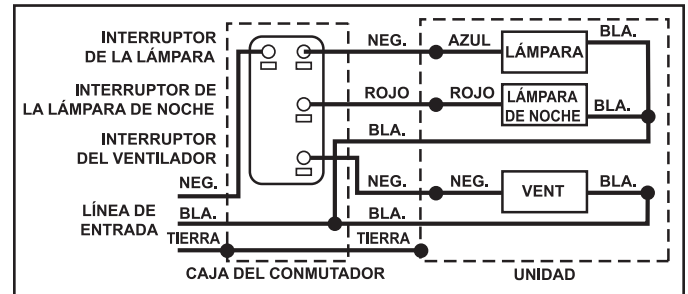 INTERRUPTOR
DE LA LÁMPARA
INTERRUPTOR DE
LA LÁMPARA DE NOCHE
INTERRUPTOR
DEL VENTILADOR
NEG.
LÍNEA DE
ENTRADA
BLA.
TIERRA
NEG.
ROJO
BLA.
NEG.
BLA.
TIERRA
CAJA DEL CONMUTADOR
AZUL
LÁMPARA
BLA.
ROJO
LÁMPARA
DE NOCHE
BLA.
NEG.
VENT
BLA.
UNIDAD